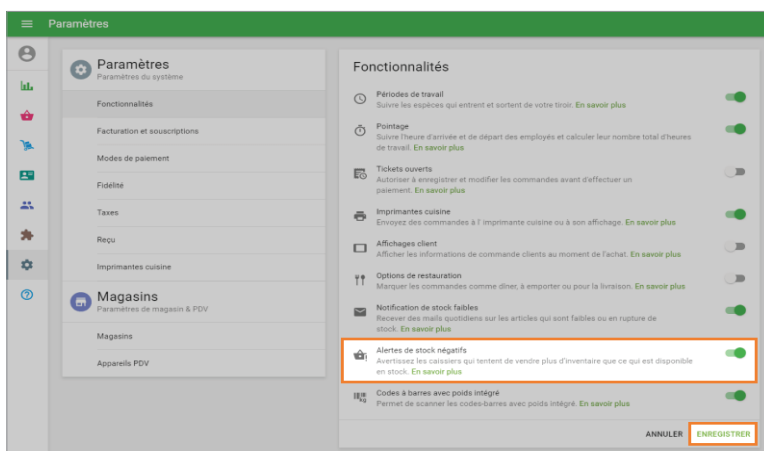 Paramètres
Paramètres
Paramètres du système
Fonctionnalités
Facturation et souscriptions
Modes de paiement
Fidélité
Taxes
Reçu
Imprimantes cuisine
Magasins
Paramètres de magasin & PDV
Magasins
Appareils PDV
Fonctionnalités
Périodes de travail
Suivre les espèces qui entrent et sortent de votre tiroir. En savoir plus
Pointage
Suivre l'heure d'arrivée et de départ des employés et calculer leur nombre total d'heures
de travail. En savoir plus
Tickets ouverts
Autoriser à enregistrer et modifier les commandes avant d'effectuer un
paiement. En savoir plus
Imprimantes cuisine
Envoyez des commandes à l' imprimante cuisine ou à son affichage. En savoir plus
Affichages client
Afficher les informations de commande clients au moment de l'achat. En savoir plus
Options de restauration
Marquer les commandes comme dîner, à emporter ou pour la livraison. En savoir plus
Notification de stock faibles
Recever des mails quotidiens sur les articles qui sont faibles ou en rupture de
stock. En savoir plus
Alertes de stock négatifs
Avertissez les caissiers qui tentent de vendre plus d'inventaire que ce qui est disponible
en stock. En savoir plus
Codes à barres avec poids intégré
Permet de scanner les codes-barres avec poids intégré. En savoir plus
ANNULER ENREGISTRER